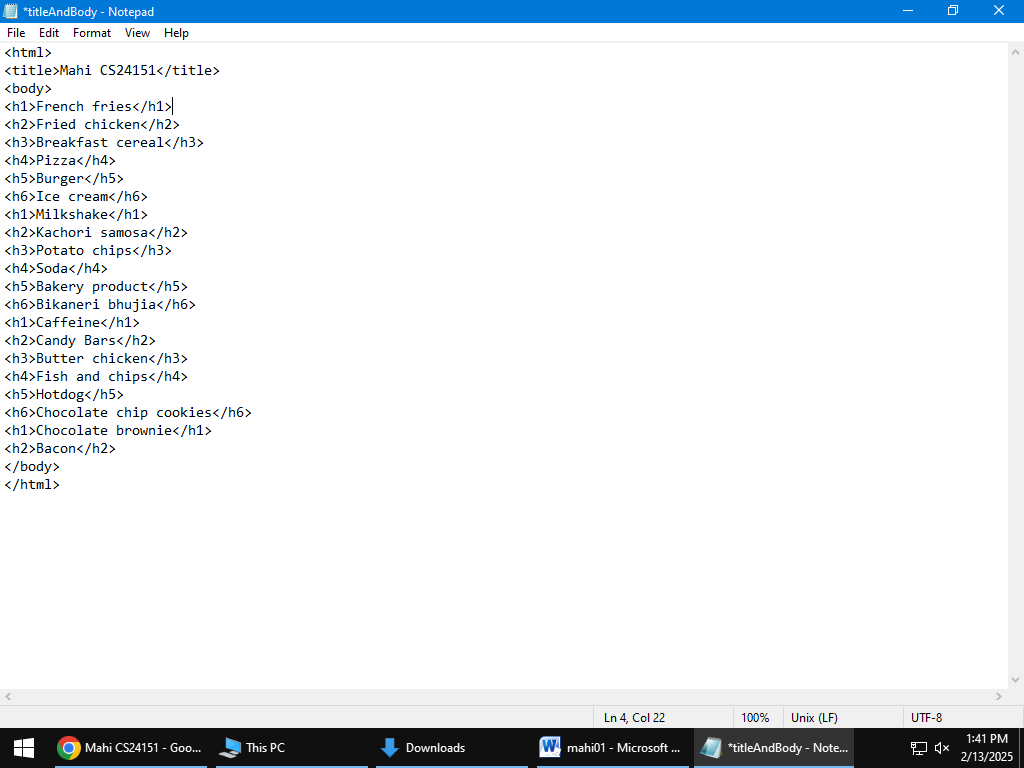 *titleAndBody - Notepad
File Edit Format View Help
<html>
<title>Mahi CS24151</title>
<body>
<h1>French fries</h1>
<h2>Fried chicken</h2>
<h3>Breakfast cereal</h3>
<h4>Pizza</h4>
<h5>Burger</h5>
<h6>Ice cream</h6>
<h1>Milkshake</h1>
<h2>Kachori samosa</h2>
<h3>Potato chips</h3>
<h4>Soda</h4>
<h5>Bakery product</h5>
<h6>Bikaneri bhujia</h6>
<h1>Caffeine</h1>
<h2>Candy Bars</h2>
<h3>Butter chicken</h3>
<h4>Fish and chips</h4>
<h5>Hotdog</h5>
<h6>Chocolate chip cookies</h6>
<h1>Chocolate brownie</h1>
<h2>Bacon</h2>
</body>
</html>
Ln 4, Col 22 100% Unix (LF) UTF-8
Mahi CS24151 - Goo... This PC Downloads mahi01 - Microsoft ... *titleAndBody - Note... 1:41 PM
2/13/2025